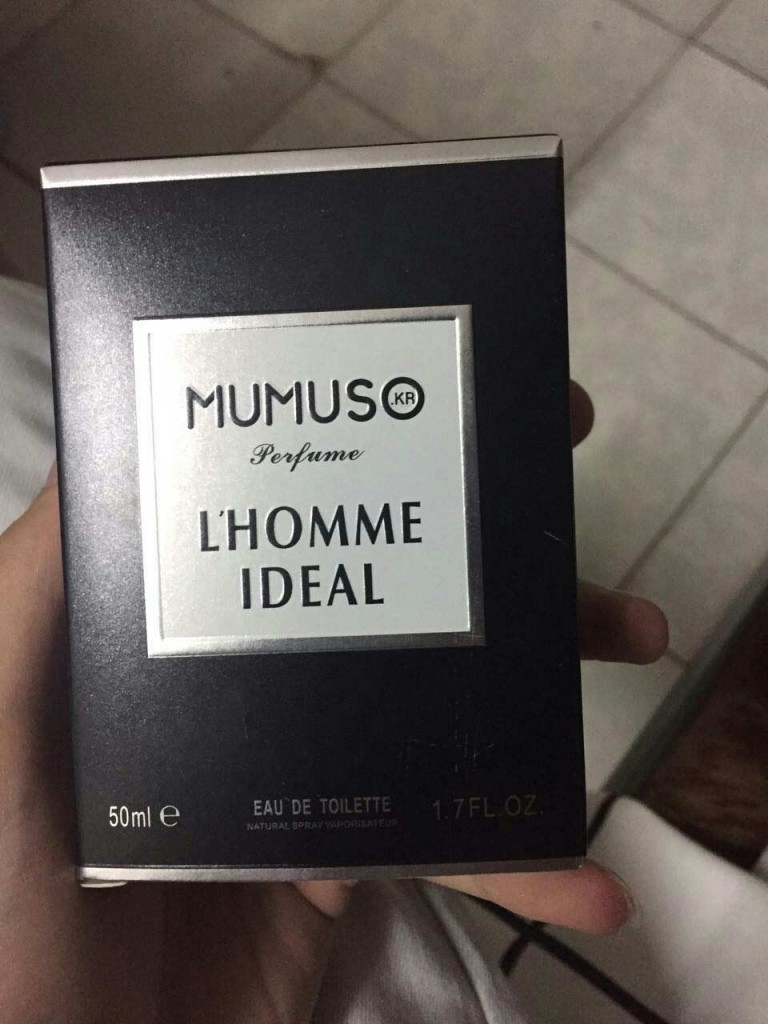 MUMUSO.KR
Perfume
L'HOMME
IDEAL
50ml ℮
EAU DE TOILETTE
NATURAL SPRAY VAPORISATEUR
1.7FL.OZ.